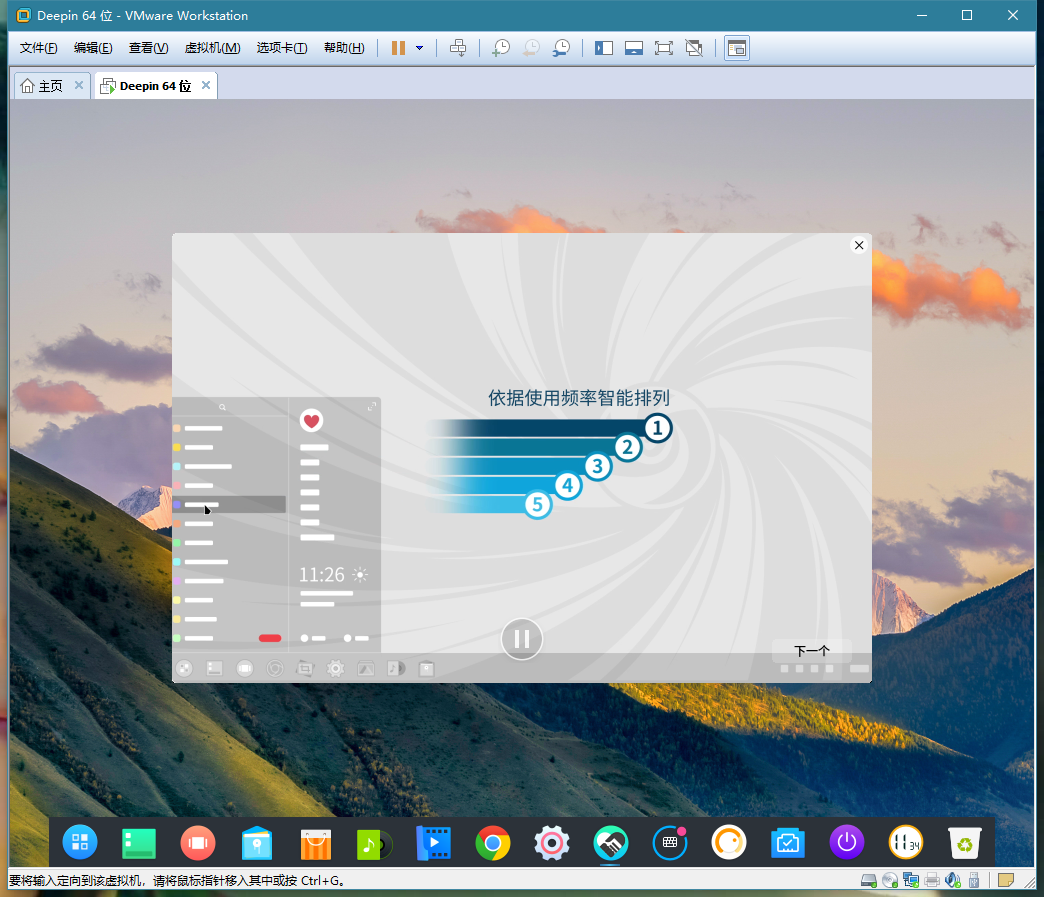 Deepin 64 位 - VMware Workstation
文件(F) 编辑(E) 查看(V) 虚拟机(M) 选项卡(T) 帮助(H)
主页 Deepin 64 位
依据使用频率智能排列
1
2
3
4
5
11:26
下一个
11 34
要将输入定向到该虚拟机，请将鼠标指针移入其中或按 Ctrl+G。